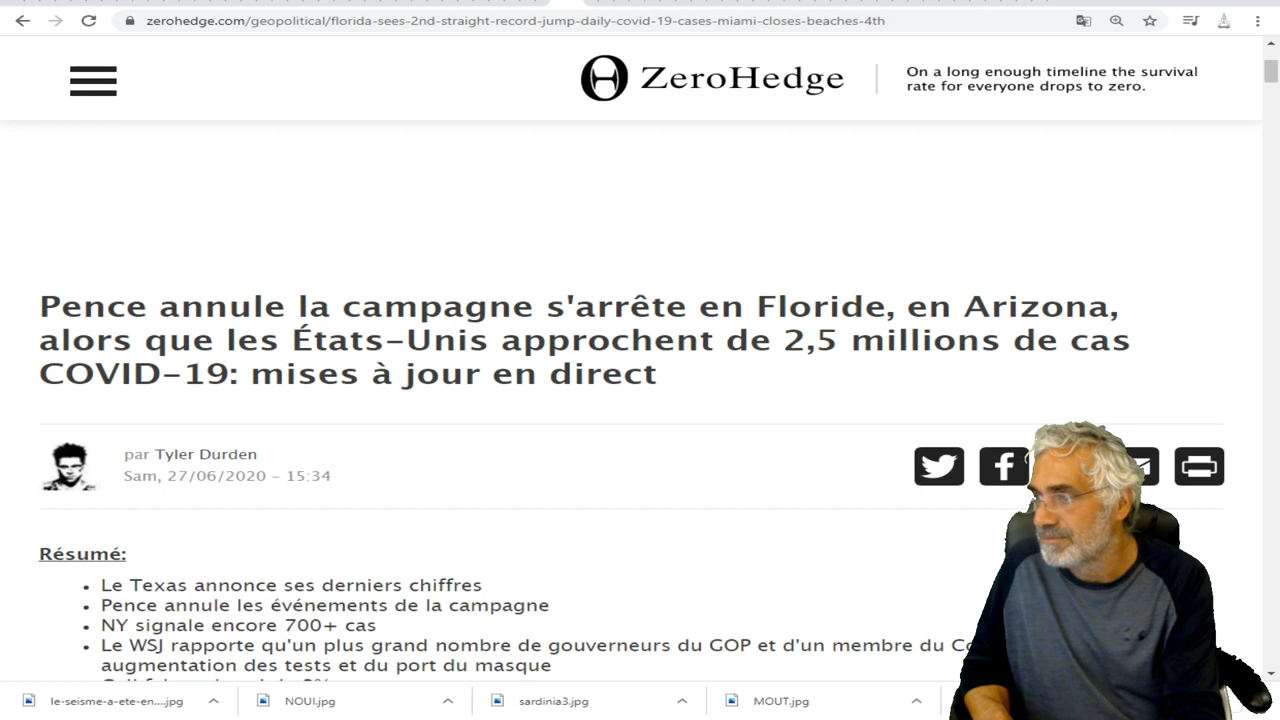 zerohedge.com/geopolitical/florida-sees-2nd-straight-record-jump-daily-covid-19-cases-miami-closes-beaches-4th
ZeroHedge
On a long enough timeline the survival
rate for everyone drops to zero.
Pence annule la campagne s'arrête en Floride, en Arizona,
alors que les États-Unis approchent de 2,5 millions de cas
COVID-19: mises à jour en direct
par Tyler Durden
Sam, 27/06/2020 - 15:34
Résumé:
• Le Texas annonce ses derniers chiffres
• Pence annule les événements de la campagne
• NY signale encore 700+ cas
• Le WSJ rapporte qu'un plus grand nombre de gouverneurs du GOP et d'un membre du
augmentation des tests et du port du masque
le-seisme-a-ete-en....jpg
NOUI.jpg
sardinia3.jpg
MOUT.jpg